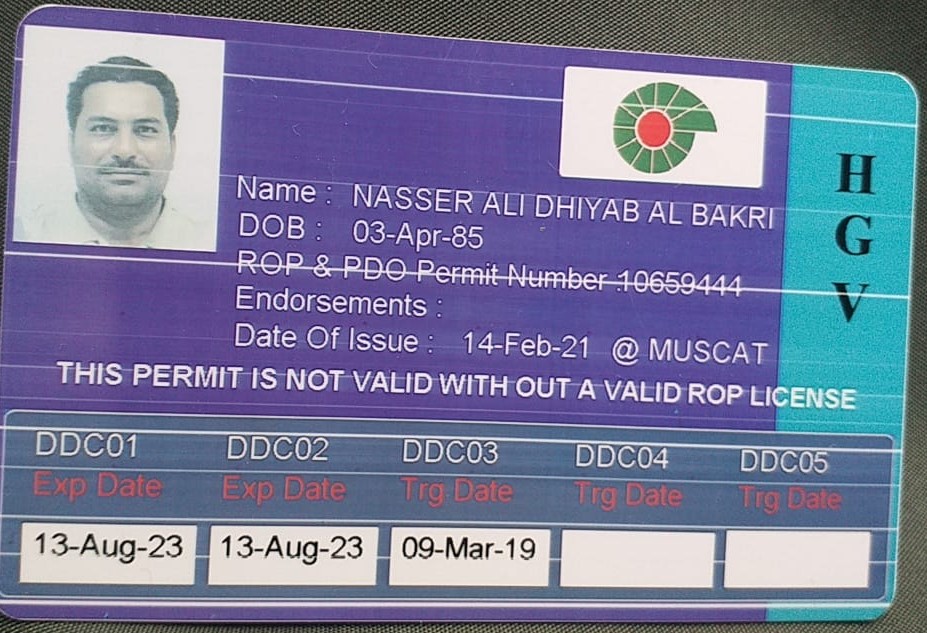 Name : NASSER ALI DHIYAB AL BAKRI
DOB : 03-Apr-85
ROP & PDO Permit Number :10659444
Endorsements :
Date Of Issue : 14-Feb-21 @ MUSCAT
THIS PERMIT IS NOT VALID WITH OUT A VALID ROP LICENSE
H
G
V
DDC01 DDC02 DDC03 DDC04 DDC05
Exp Date Exp Date Trg Date Trg Date Trg Date
13-Aug-23 13-Aug-23 09-Mar-19